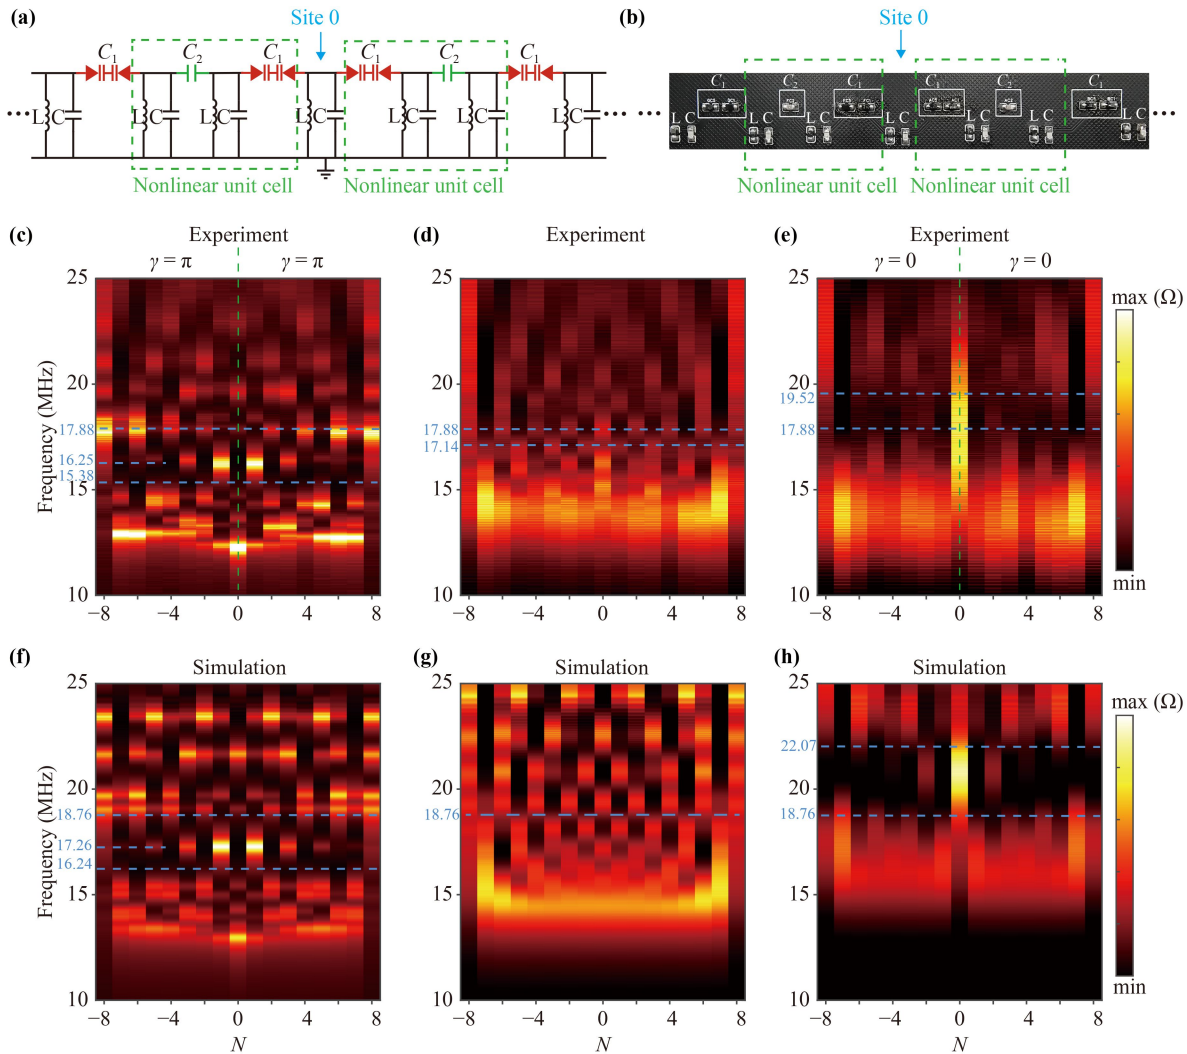 (a)
Site 0
C1
C2
C1
C1
C2
C1
L C L C L C L C L C L C L C
Nonlinear unit cell
Nonlinear unit cell
(b)
Site 0
C1
C2
C1
C1
C2
C1
L C L C L C L C L C L C L C
Nonlinear unit cell
Nonlinear unit cell
(c)
Experiment
γ = π
γ = π
Frequency (MHz)
25
20
17.88
16.25
15.38
15
10
−8 −4 0 4 8
(d)
Experiment
25
20
17.88
17.14
15
10
−8 −4 0 4 8
(e)
Experiment
γ = 0
γ = 0
25
20
19.52
17.88
15
10
−8 −4 0 4 8
max (Ω)
min
(f)
Simulation
Frequency (MHz)
25
20
18.76
17.26
16.24
15
10
−8 −4 0 4 8
N
(g)
Simulation
25
20
18.76
15
10
−8 −4 0 4 8
N
(h)
Simulation
25
22.07
20
18.76
15
10
−8 −4 0 4 8
N
max (Ω)
min